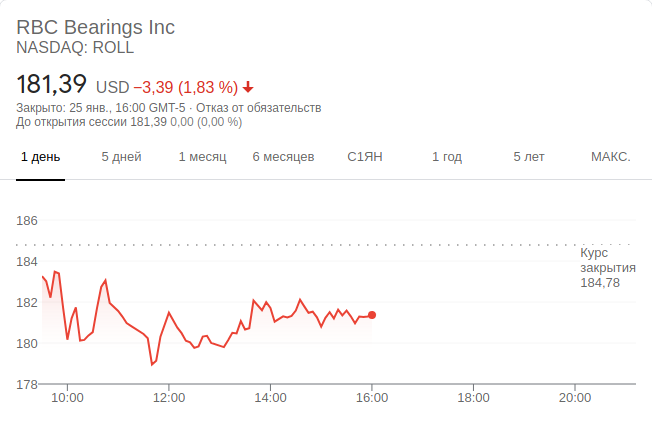 RBC Bearings Inc
NASDAQ: ROLL
181,39 USD −3,39 (1,83 %)
Закрыто: 25 янв., 16:00 GMT-5 · Отказ от обязательств
До открытия сессии 181,39 0,00 (0,00 %)
1 день 5 дней 1 месяц 6 месяцев С1ЯН 1 год 5 лет МАКС.
186
184
182
180
178
Курс
закрытия
184,78
10:00 12:00 14:00 16:00 18:00 20:00